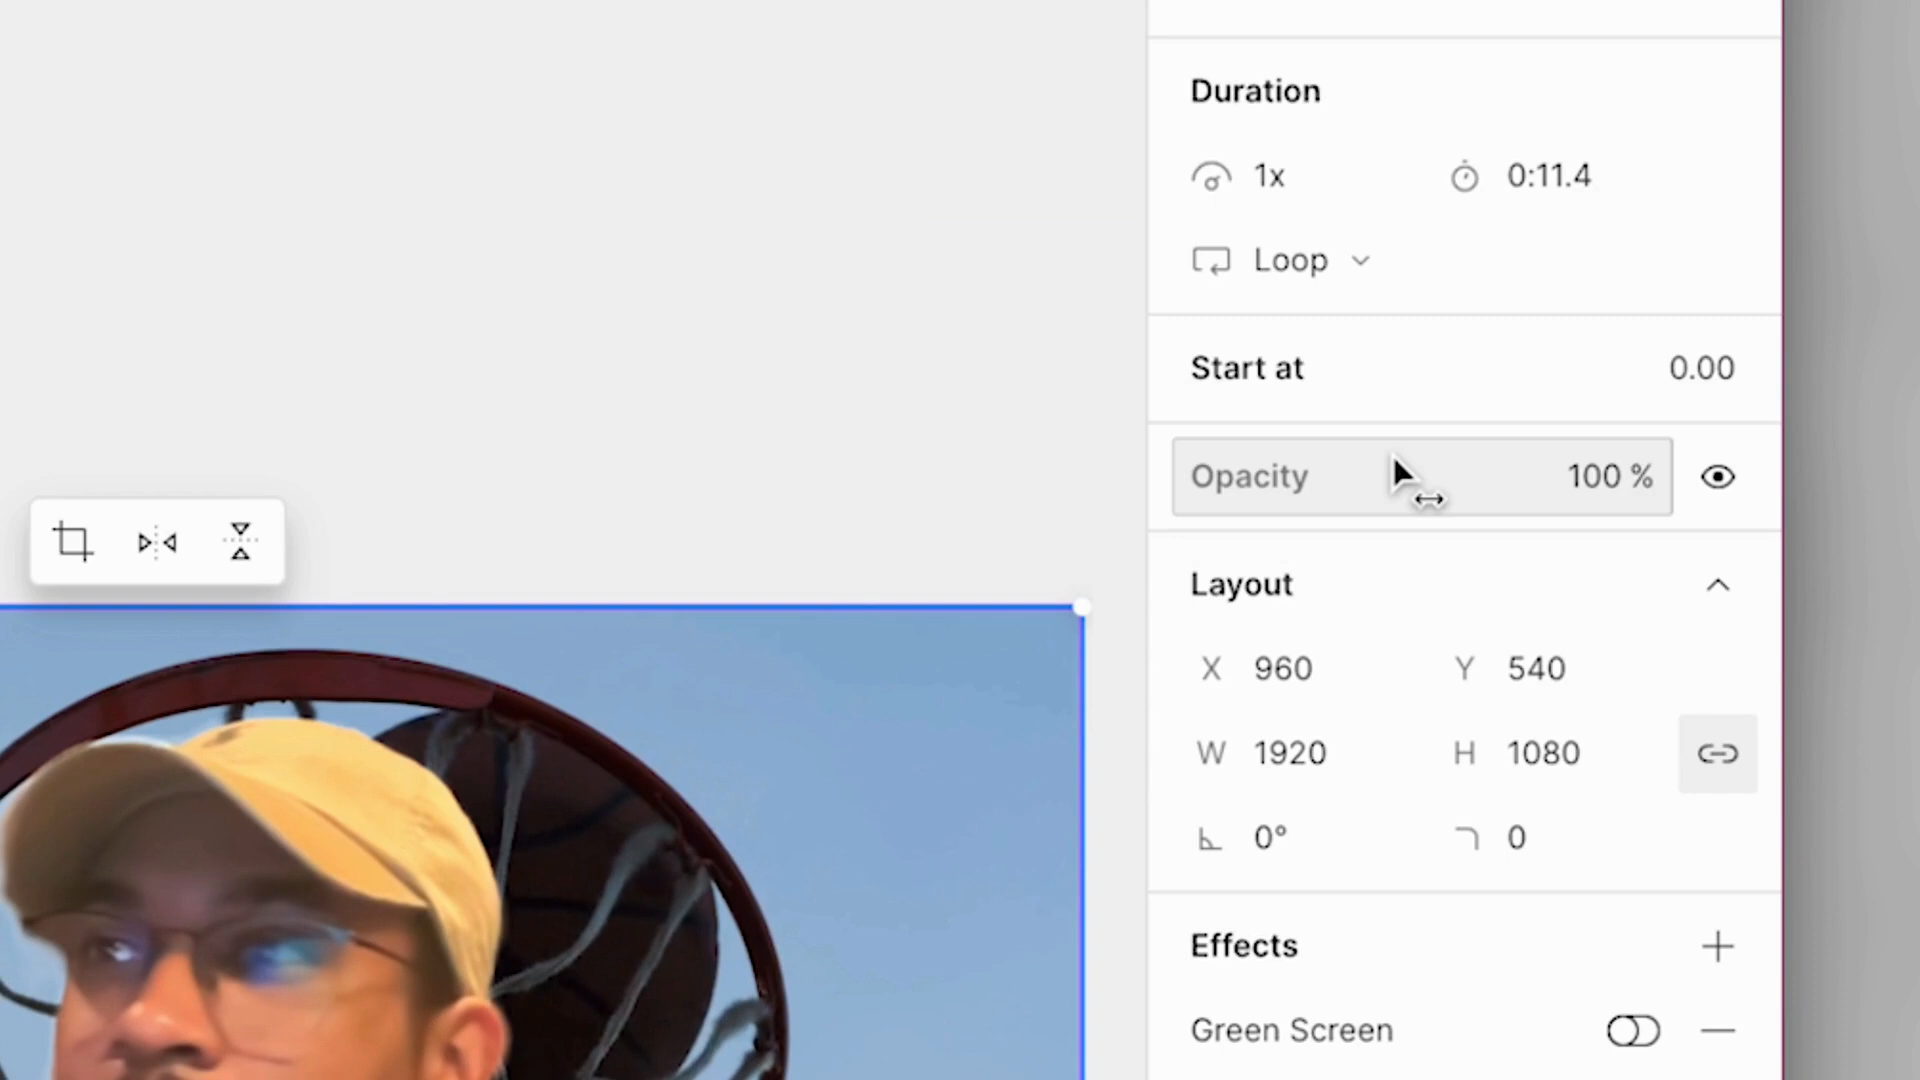 Duration
1x 0:11.4
Loop
Start at 0.00
Opacity 100 %
Layout
X 960 Y 540
W 1920 H 1080
0° 0
Effects
Green Screen